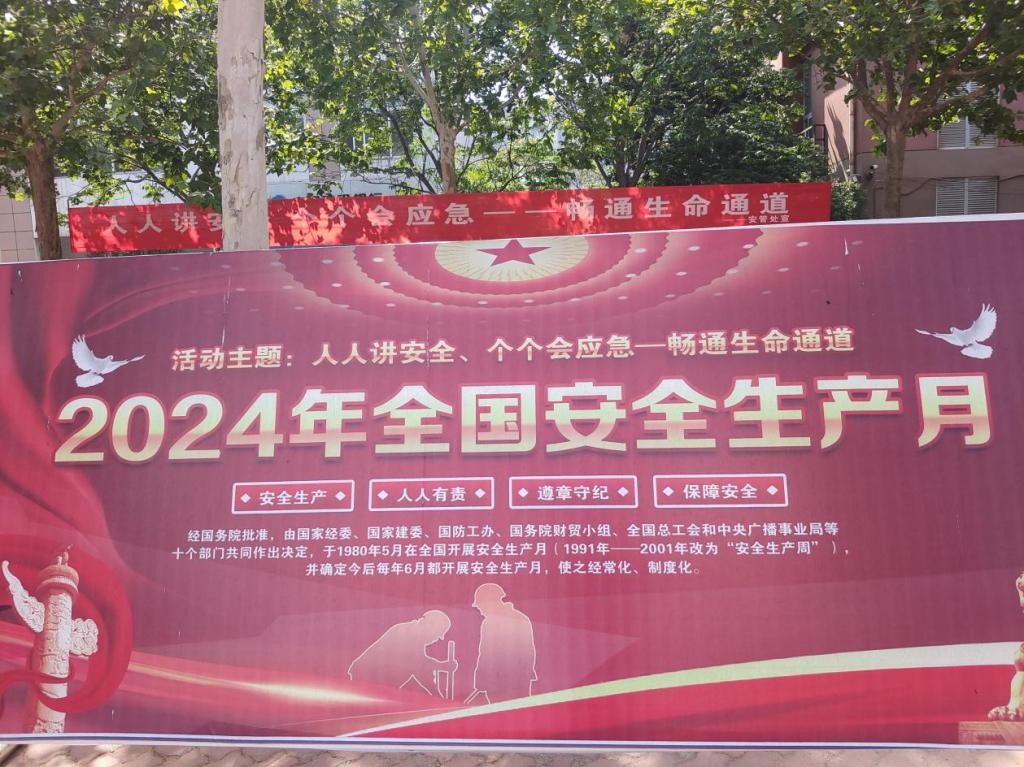 人人讲安 个个会应急——畅通生命通道
安管处宣
活动主题：人人讲安全、个个会应急—畅通生命通道
2024年全国安全生产月
安全生产
人人有责
遵章守纪
保障安全
经国务院批准，由国家经委、国家建委、国防工办、国务院财贸小组、全国总工会和中央广播事业局等
十个部门共同作出决定，于1980年5月在全国开展安全生产月（1991年——2001年改为“安全生产周”），
并确定今后每年6月都开展安全生产月，使之经常化、制度化。